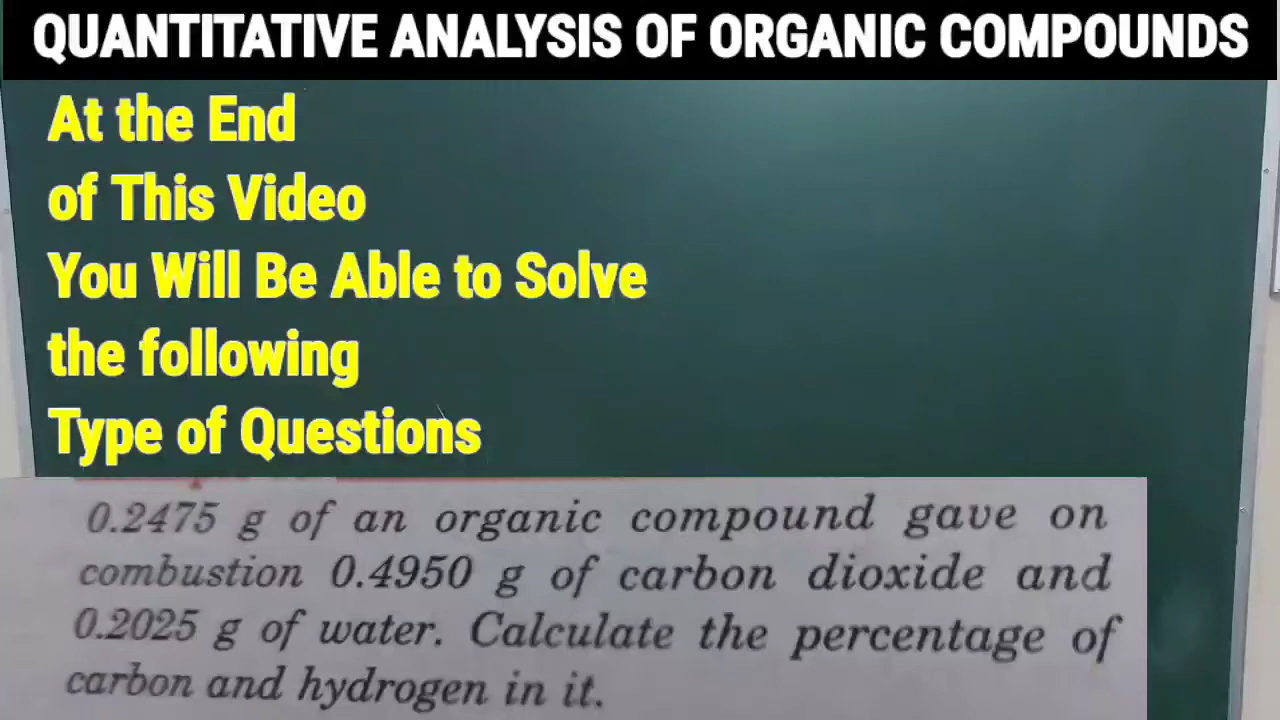 QUANTITATIVE ANALYSIS OF ORGANIC COMPOUNDS
At the End
of This Video
You Will Be Able to Solve
the following
Type of Questions
0.2475 g of an organic compound gave on
combustion 0.4950 g of carbon dioxide and
0.2025 g of water. Calculate the percentage of
carbon and hydrogen in it.